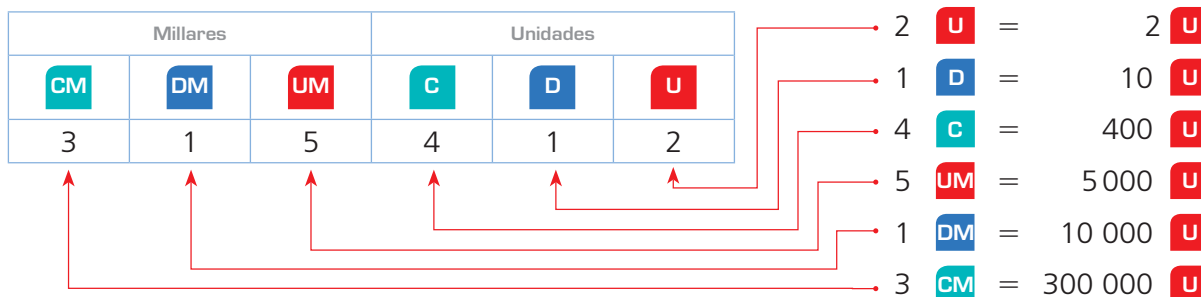 Millares Unidades
CM DM UM C D U
3 1 5 4 1 2
2 U = 2 U
1 D = 10 U
4 C = 400 U
5 UM = 5 000 U
1 DM = 10 000 U
3 CM = 300 000 U